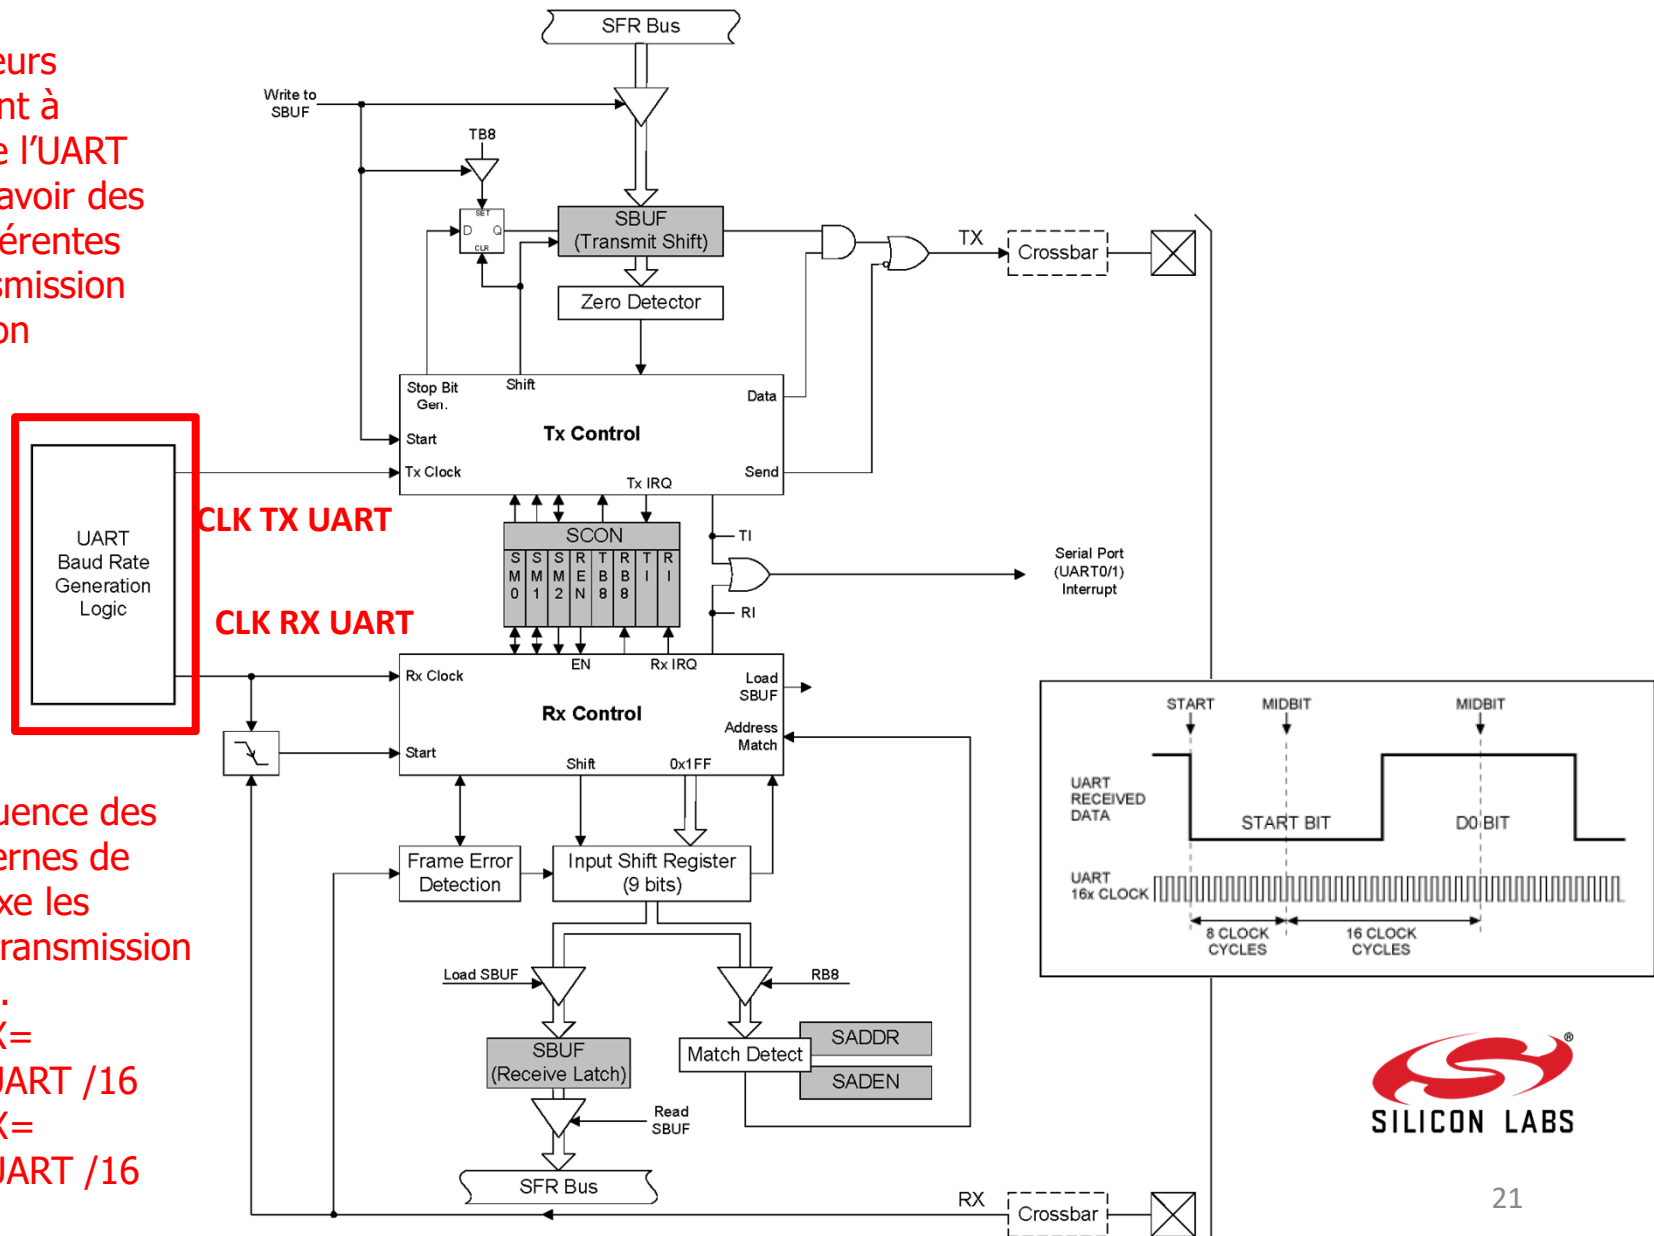 SFR Bus
eurs
nt à
e l'UART
avoir des
érentes
smission
on
Write to
SBUF
TB8
SET
D Q
CLR
SBUF
(Transmit Shift)
TX
Crossbar
Zero Detector
Stop Bit
Gen.
Shift
Data
Start
Tx Control
Tx Clock
Send
Tx IRQ
UART
Baud Rate
Generation
Logic
CLK TX UART
CLK RX UART
SCON
S S S R T R T R
M M M E B B I I
0 1 2 N 8 8
TI
RI
Serial Port
(UART0/1)
Interrupt
EN
Rx IRQ
Rx Clock
Load
SBUF
Rx Control
Address
Match
Start
Shift
0x1FF
uence des
ernes de
xe les
ransmission
.
X=
UART /16
X=
UART /16
Frame Error
Detection
Input Shift Register
(9 bits)
Load SBUF
RB8
SBUF
(Receive Latch)
Match Detect
SADDR
SADEN
Read
SBUF
SFR Bus
RX
Crossbar
START
MIDBIT
MIDBIT
UART
RECEIVED
DATA
START BIT
D0 BIT
UART
16x CLOCK
8 CLOCK
CYCLES
16 CLOCK
CYCLES
SILICON LABS
®
21